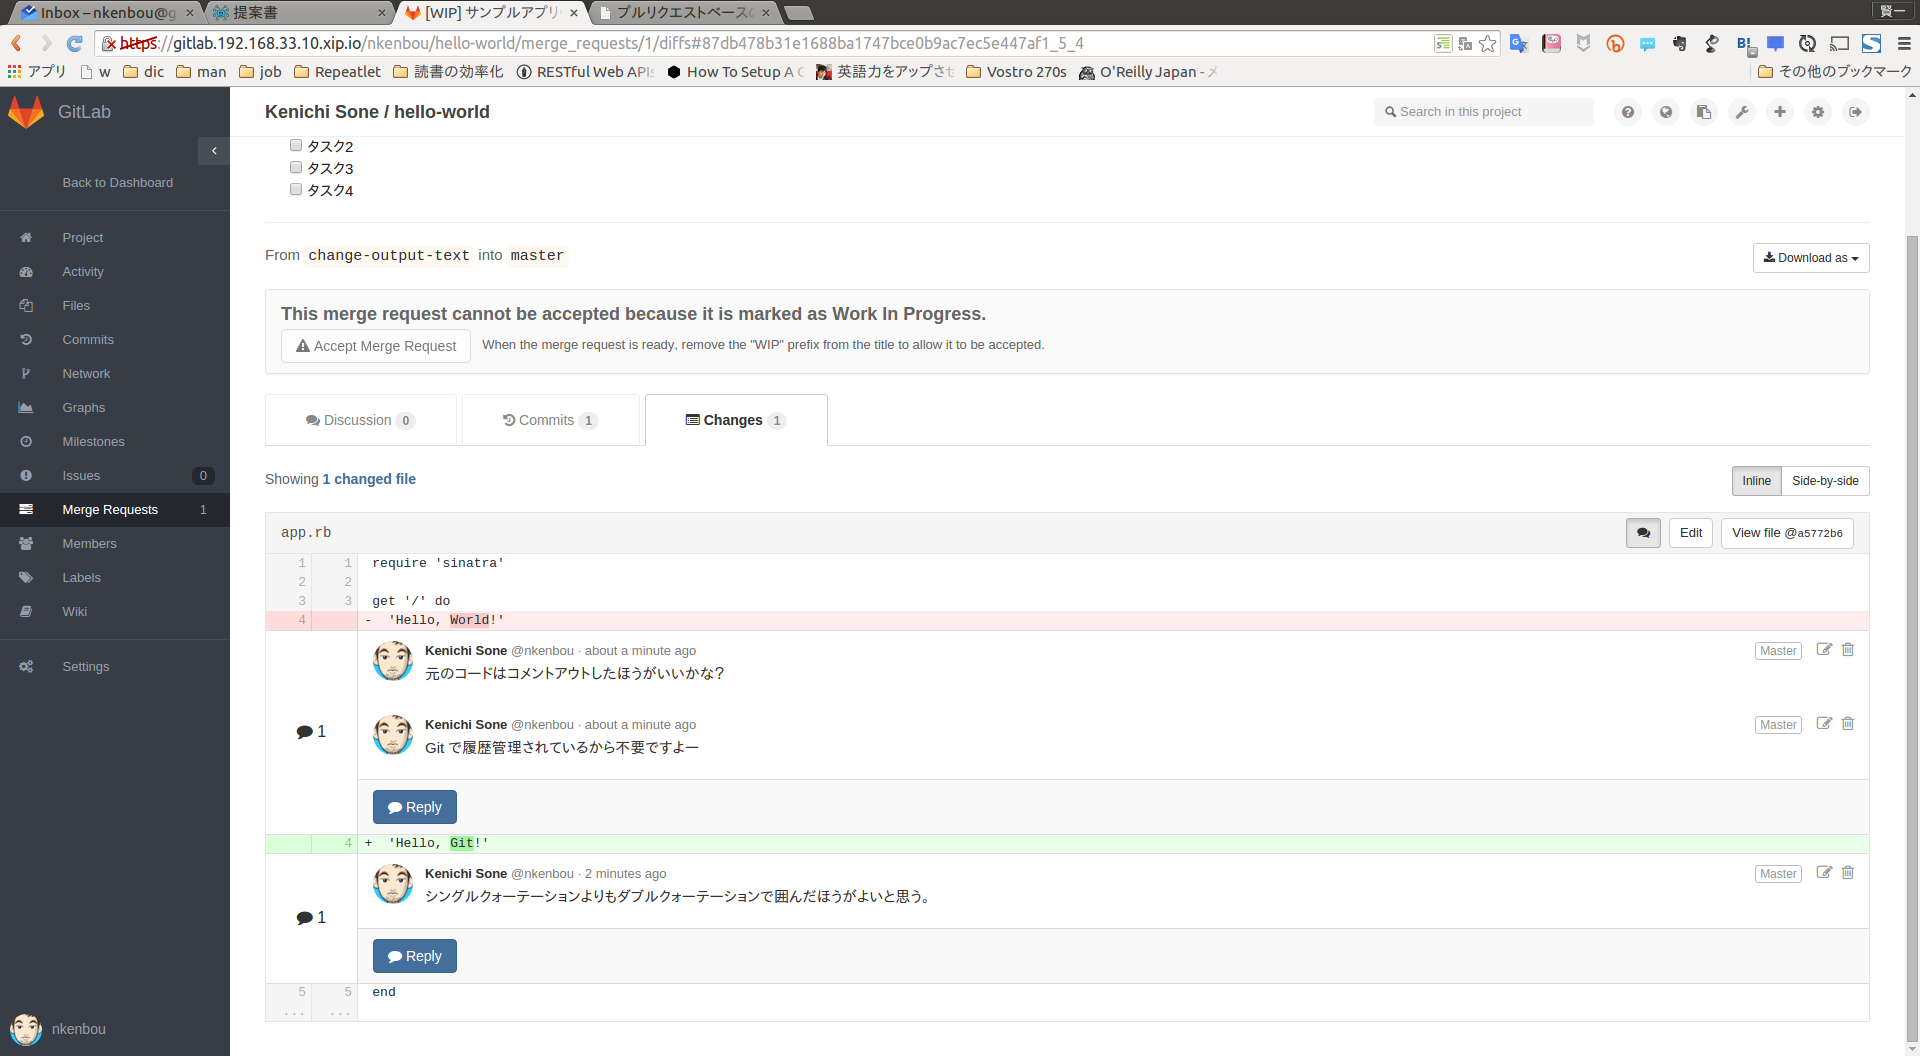 Inbox – nkenbou@g
提案書
[WIP] サンプルアプリ
プルリクエストベースの
賢一
https://gitlab.192.168.33.10.xip.io/nkenbou/hello-world/merge_requests/1/diffs#87db478b31e1688ba1747bce0b9ac7ec5e447af1_5_4
アプリ
w
dic
man
job
Repeatlet
読書の効率化
RESTful Web APIs
How To Setup A C
英語力をアップさせ
Vostro 270s
O'Reilly Japan - メ
その他のブックマーク
GitLab
Kenichi Sone / hello-world
Search in this project
Back to Dashboard
Project
Activity
Files
Commits
Network
Graphs
Milestones
Issues 0
Merge Requests 1
Members
Labels
Wiki
Settings
nkenbou
タスク2
タスク3
タスク4
From change-output-text into master
Download as
This merge request cannot be accepted because it is marked as Work In Progress.
Accept Merge Request
When the merge request is ready, remove the "WIP" prefix from the title to allow it to be accepted.
Discussion 0
Commits 1
Changes 1
Showing 1 changed file
Inline
Side-by-side
app.rb
Edit
View file @a5772b6
1 1 require 'sinatra'
2 2
3 3 get '/' do
4 - 'Hello, World!'
Kenichi Sone @nkenbou · about a minute ago
Master
元のコードはコメントアウトしたほうがいいかな？
1
Kenichi Sone @nkenbou · about a minute ago
Master
Git で履歴管理されているから不要ですよー
Reply
4 + 'Hello, Git!'
Kenichi Sone @nkenbou · 2 minutes ago
Master
シングルクォーテーションよりもダブルクォーテーションで囲んだほうがよいと思う。
1
Reply
5 5 end
... ...